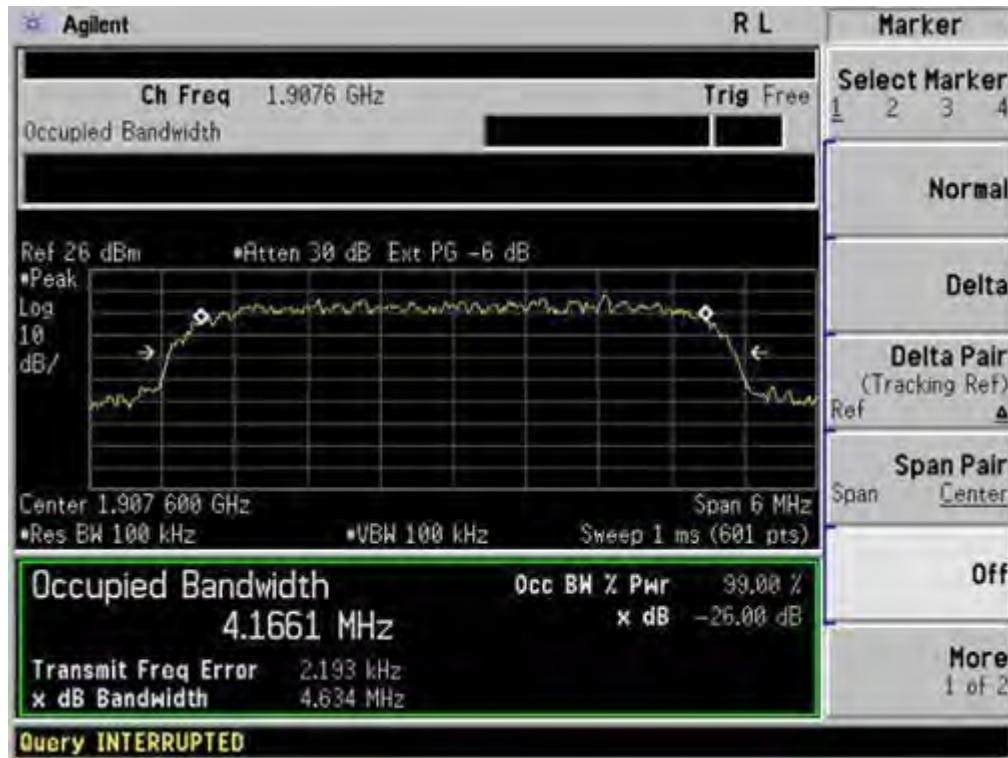 Agilent R L
Ch Freq 1.9076 GHz Trig Free
Occupied Bandwidth
Ref 26 dBm •Atten 30 dB Ext PG -6 dB
•Peak
Log
10
dB/
Center 1.907 600 GHz Span 6 MHz
•Res BW 100 kHz •VBW 100 kHz Sweep 1 ms (601 pts)
Occupied Bandwidth
4.1661 MHz
Occ BW % Pwr 99.00 %
x dB -26.00 dB
Transmit Freq Error 2.193 kHz
x dB Bandwidth 4.634 MHz
Query INTERRUPTED
Marker
Select Marker
1 2 3 4
Normal
Delta
Delta Pair
(Tracking Ref)
Ref Δ
Span Pair
Span Center
Off
More
1 of 2